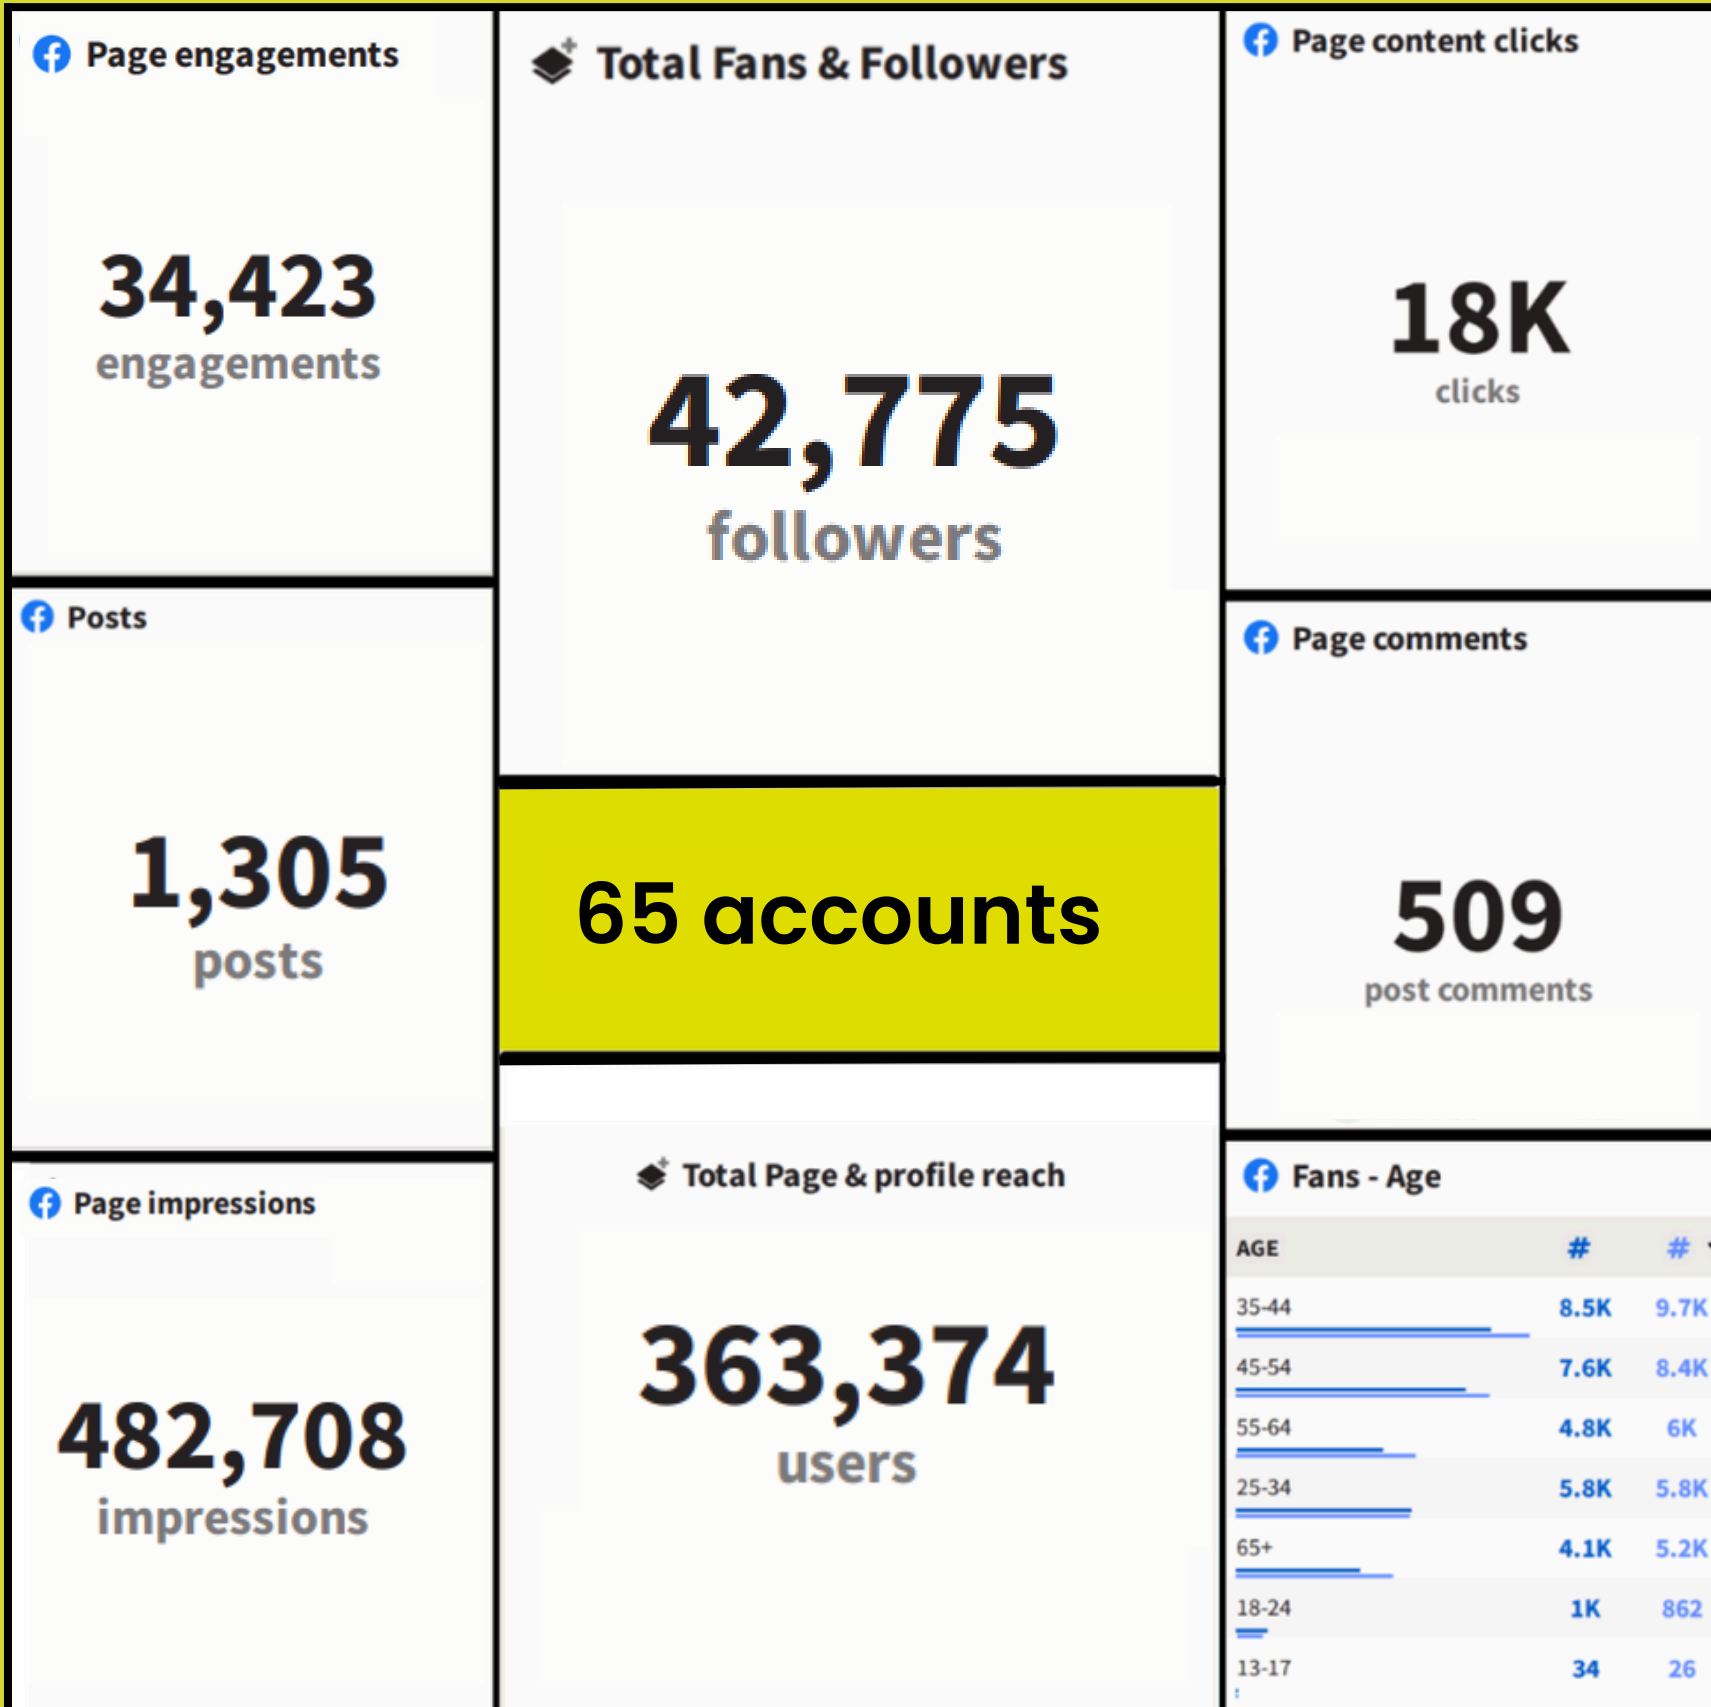 Page engagements
34,423
engagements
Posts
1,305
posts
Page impressions
482,708
impressions
Total Fans & Followers
42,775
followers
65 accounts
Total Page & profile reach
363,374
users
Page content clicks
18K
clicks
Page comments
509
post comments
Fans - Age
AGE # #
35-44 8.5K 9.7K
45-54 7.6K 8.4K
55-64 4.8K 6K
25-34 5.8K 5.8K
65+ 4.1K 5.2K
18-24 1K 862
13-17 34 26